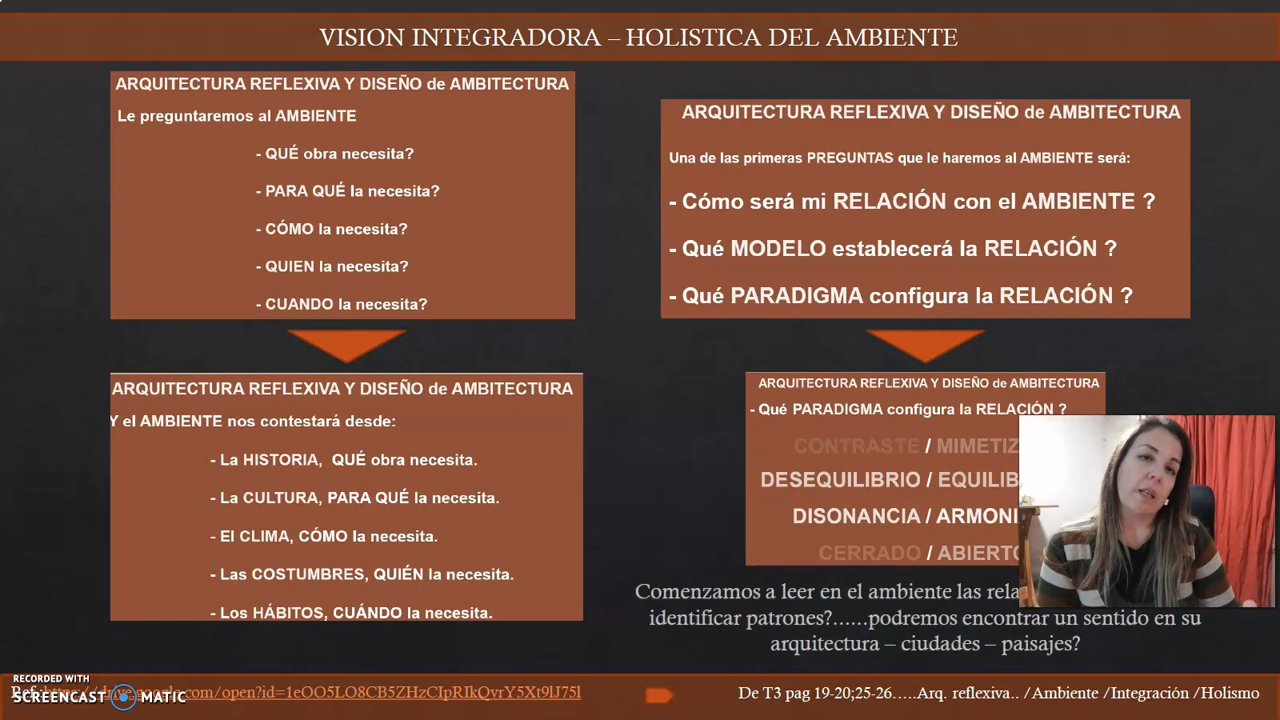 VISION INTEGRADORA – HOLISTICA DEL AMBIENTE
ARQUITECTURA REFLEXIVA Y DISEÑO de AMBITECTURA
Le preguntaremos al AMBIENTE
- QUÉ obra necesita?
- PARA QUÉ la necesita?
- CÓMO la necesita?
- QUIEN la necesita?
- CUANDO la necesita?
ARQUITECTURA REFLEXIVA Y DISEÑO de AMBITECTURA
Y el AMBIENTE nos contestará desde:
- La HISTORIA, QUÉ obra necesita.
- La CULTURA, PARA QUÉ la necesita.
- El CLIMA, CÓMO la necesita.
- Las COSTUMBRES, QUIÉN la necesita.
- Los HÁBITOS, CUÁNDO la necesita.
ARQUITECTURA REFLEXIVA Y DISEÑO de AMBITECTURA
Una de las primeras PREGUNTAS que le haremos al AMBIENTE será:
- Cómo será mi RELACIÓN con el AMBIENTE ?
- Qué MODELO establecerá la RELACIÓN ?
- Qué PARADIGMA configura la RELACIÓN ?
ARQUITECTURA REFLEXIVA Y DISEÑO de AMBITECTURA
- Qué PARADIGMA configura la RELACIÓN ?
CONTRASTE / MIMETIZ
DESEQUILIBRIO / EQUILIB
DISONANCIA / ARMONI
CERRADO / ABIERTO
Comenzamos a leer en el ambiente las rela
identificar patrones?......podremos encontrar un sentido en su
arquitectura – ciudades – paisajes?
RECORDED WITH
SCREENCAST MATIC
De T3 pag 19-20;25-26.....Arq. reflexiva.. /Ambiente /Integración /Holismo